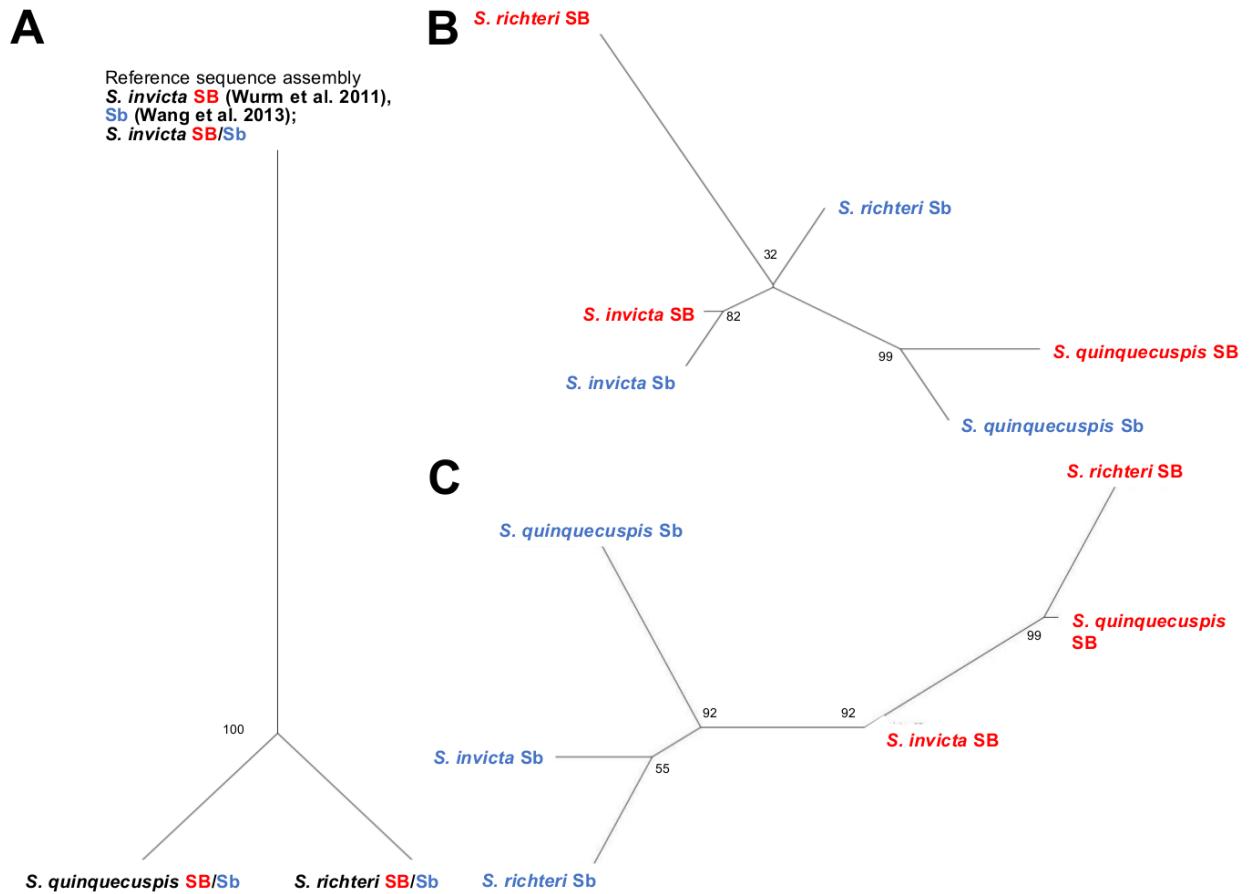 A
Reference sequence assembly
S. invicta SB (Wurm et al. 2011),
Sb (Wang et al. 2013);
S. invicta SB/Sb
100
S. quinquecuspis SB/Sb
S. richteri SB/Sb
B
S. richteri SB
S. richteri Sb
32
S. invicta SB
82
S. invicta Sb
99
S. quinquecuspis SB
S. quinquecuspis Sb
C
S. richteri SB
S. quinquecuspis Sb
S. quinquecuspis
SB
99
92
92
S. invicta SB
S. invicta Sb
55
S. richteri Sb